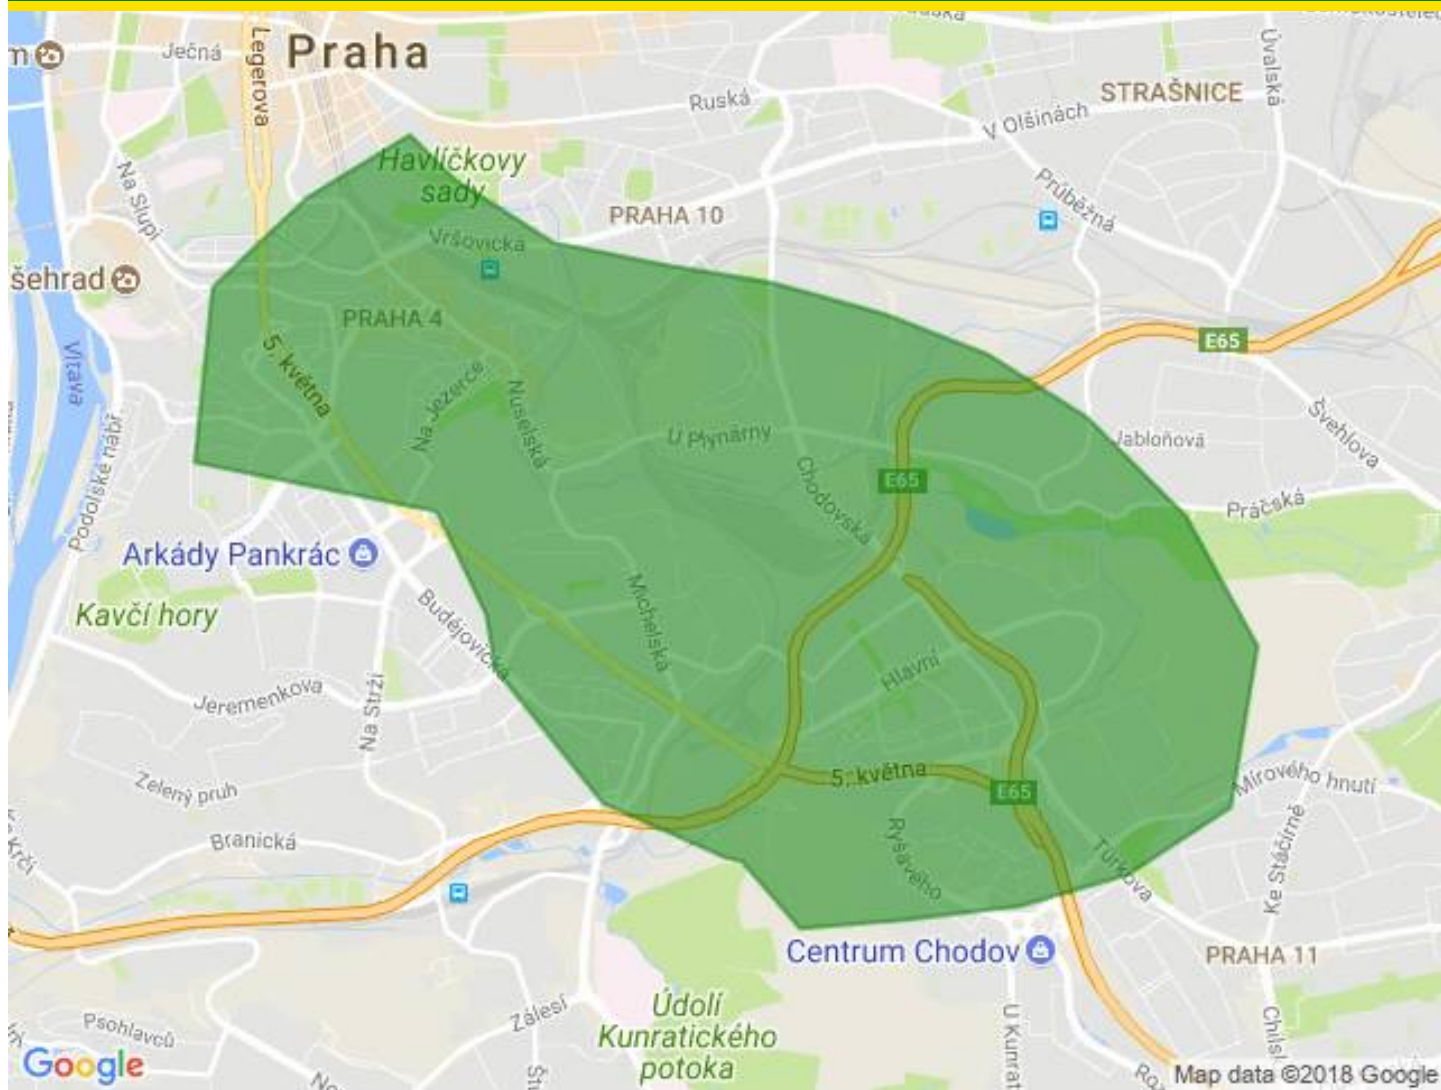 Ječná
Legerova
Praha
Ruská
STRAŠNICE
Úvalská
V Olšinách
Na Slupi
Havlíčkovy
sady
PRAHA 10
Průběžná
Vršovická
šehrad
PRAHA 4
5. května
E65
Vltava
Na Jezerce
Nuselská
U Plynárny
Jabloňová
Švehlova
Podolské nábř.
Chodovská
E65
Práčská
Arkády Pankrác
Kavčí hory
Budějovická
Michelská
Hlavní
Jeremenkova
Na Strži
5. května
E65
Mírového hnutí
Zelený pruh
Branická
Ryšavého
Türkova
Ke Stáčírně
Centrum Chodov
PRAHA 11
Údolí
Kunratického
potoka
Psohlavců
Zálesí
U Kunrat
Chilsk
Google
Map data ©2018 Google